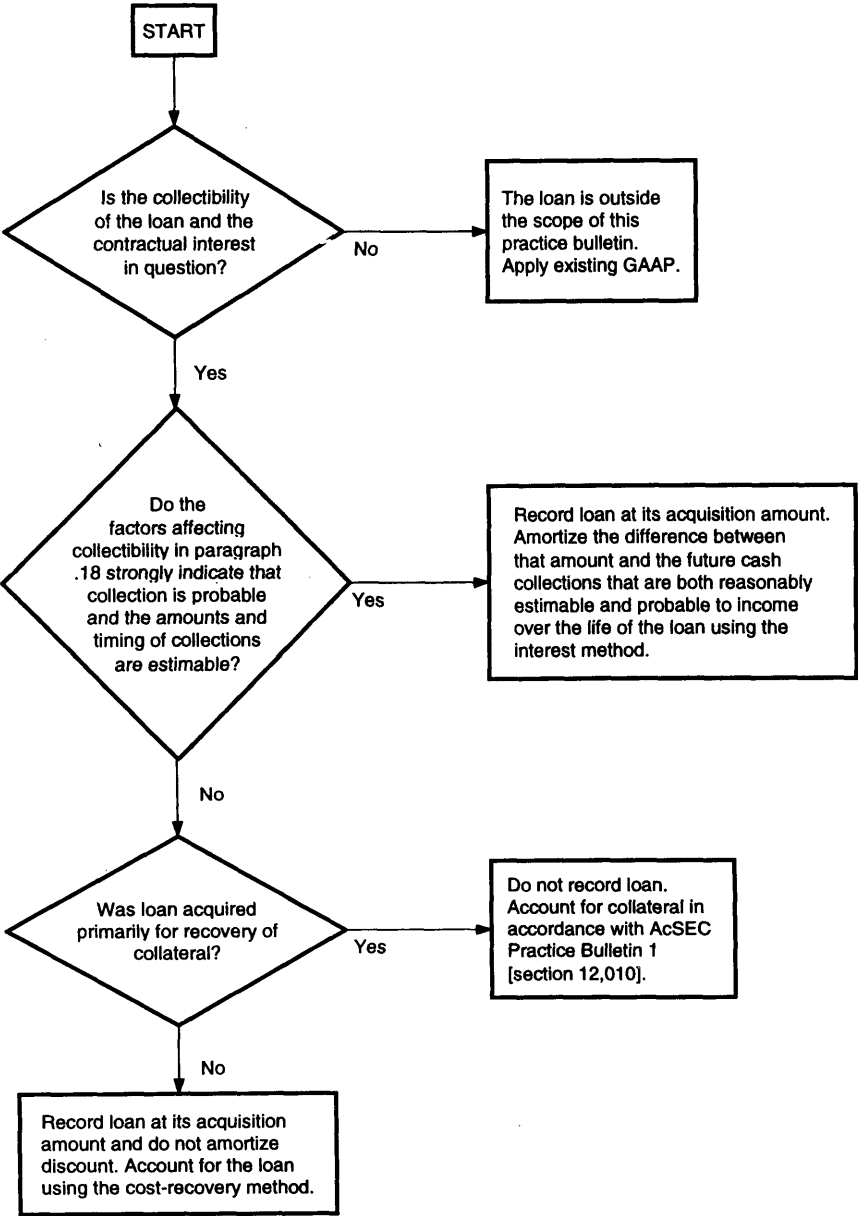 START
Is the collectibility
of the loan and the
contractual interest
in question?
No
The loan is outside
the scope of this
practice bulletin.
Apply existing GAAP.
Yes
Do the
factors affecting
collectibility in paragraph
.18 strongly indicate that
collection is probable
and the amounts and
timing of collections
are estimable?
Yes
Record loan at its acquisition amount.
Amortize the difference between
that amount and the future cash
collections that are both reasonably
estimable and probable to income
over the life of the loan using the
interest method.
No
Was loan acquired
primarily for recovery of
collateral?
Yes
Do not record loan.
Account for collateral in
accordance with AcSEC
Practice Bulletin 1
[section 12,010].
No
Record loan at its acquisition
amount and do not amortize
discount. Account for the loan
using the cost-recovery method.